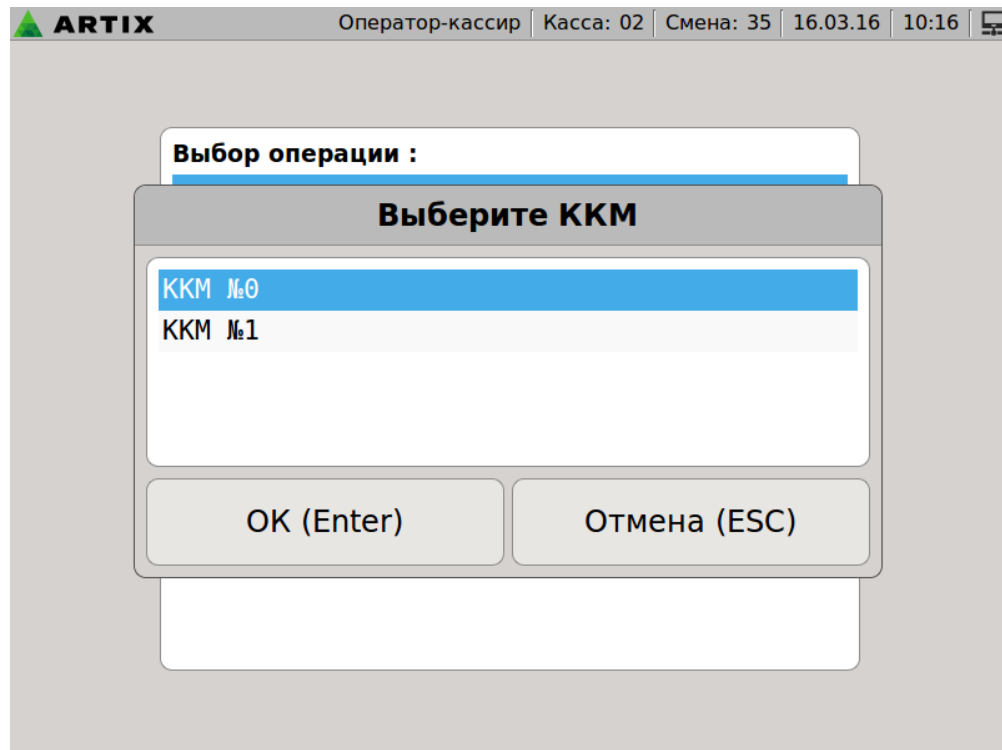 ARTIX Оператор-кассир Касса: 02 Смена: 35 16.03.16 10:16
Выбор операции :
Выберите ККМ
ККМ №0
ККМ №1
ОК (Enter) Отмена (ESC)